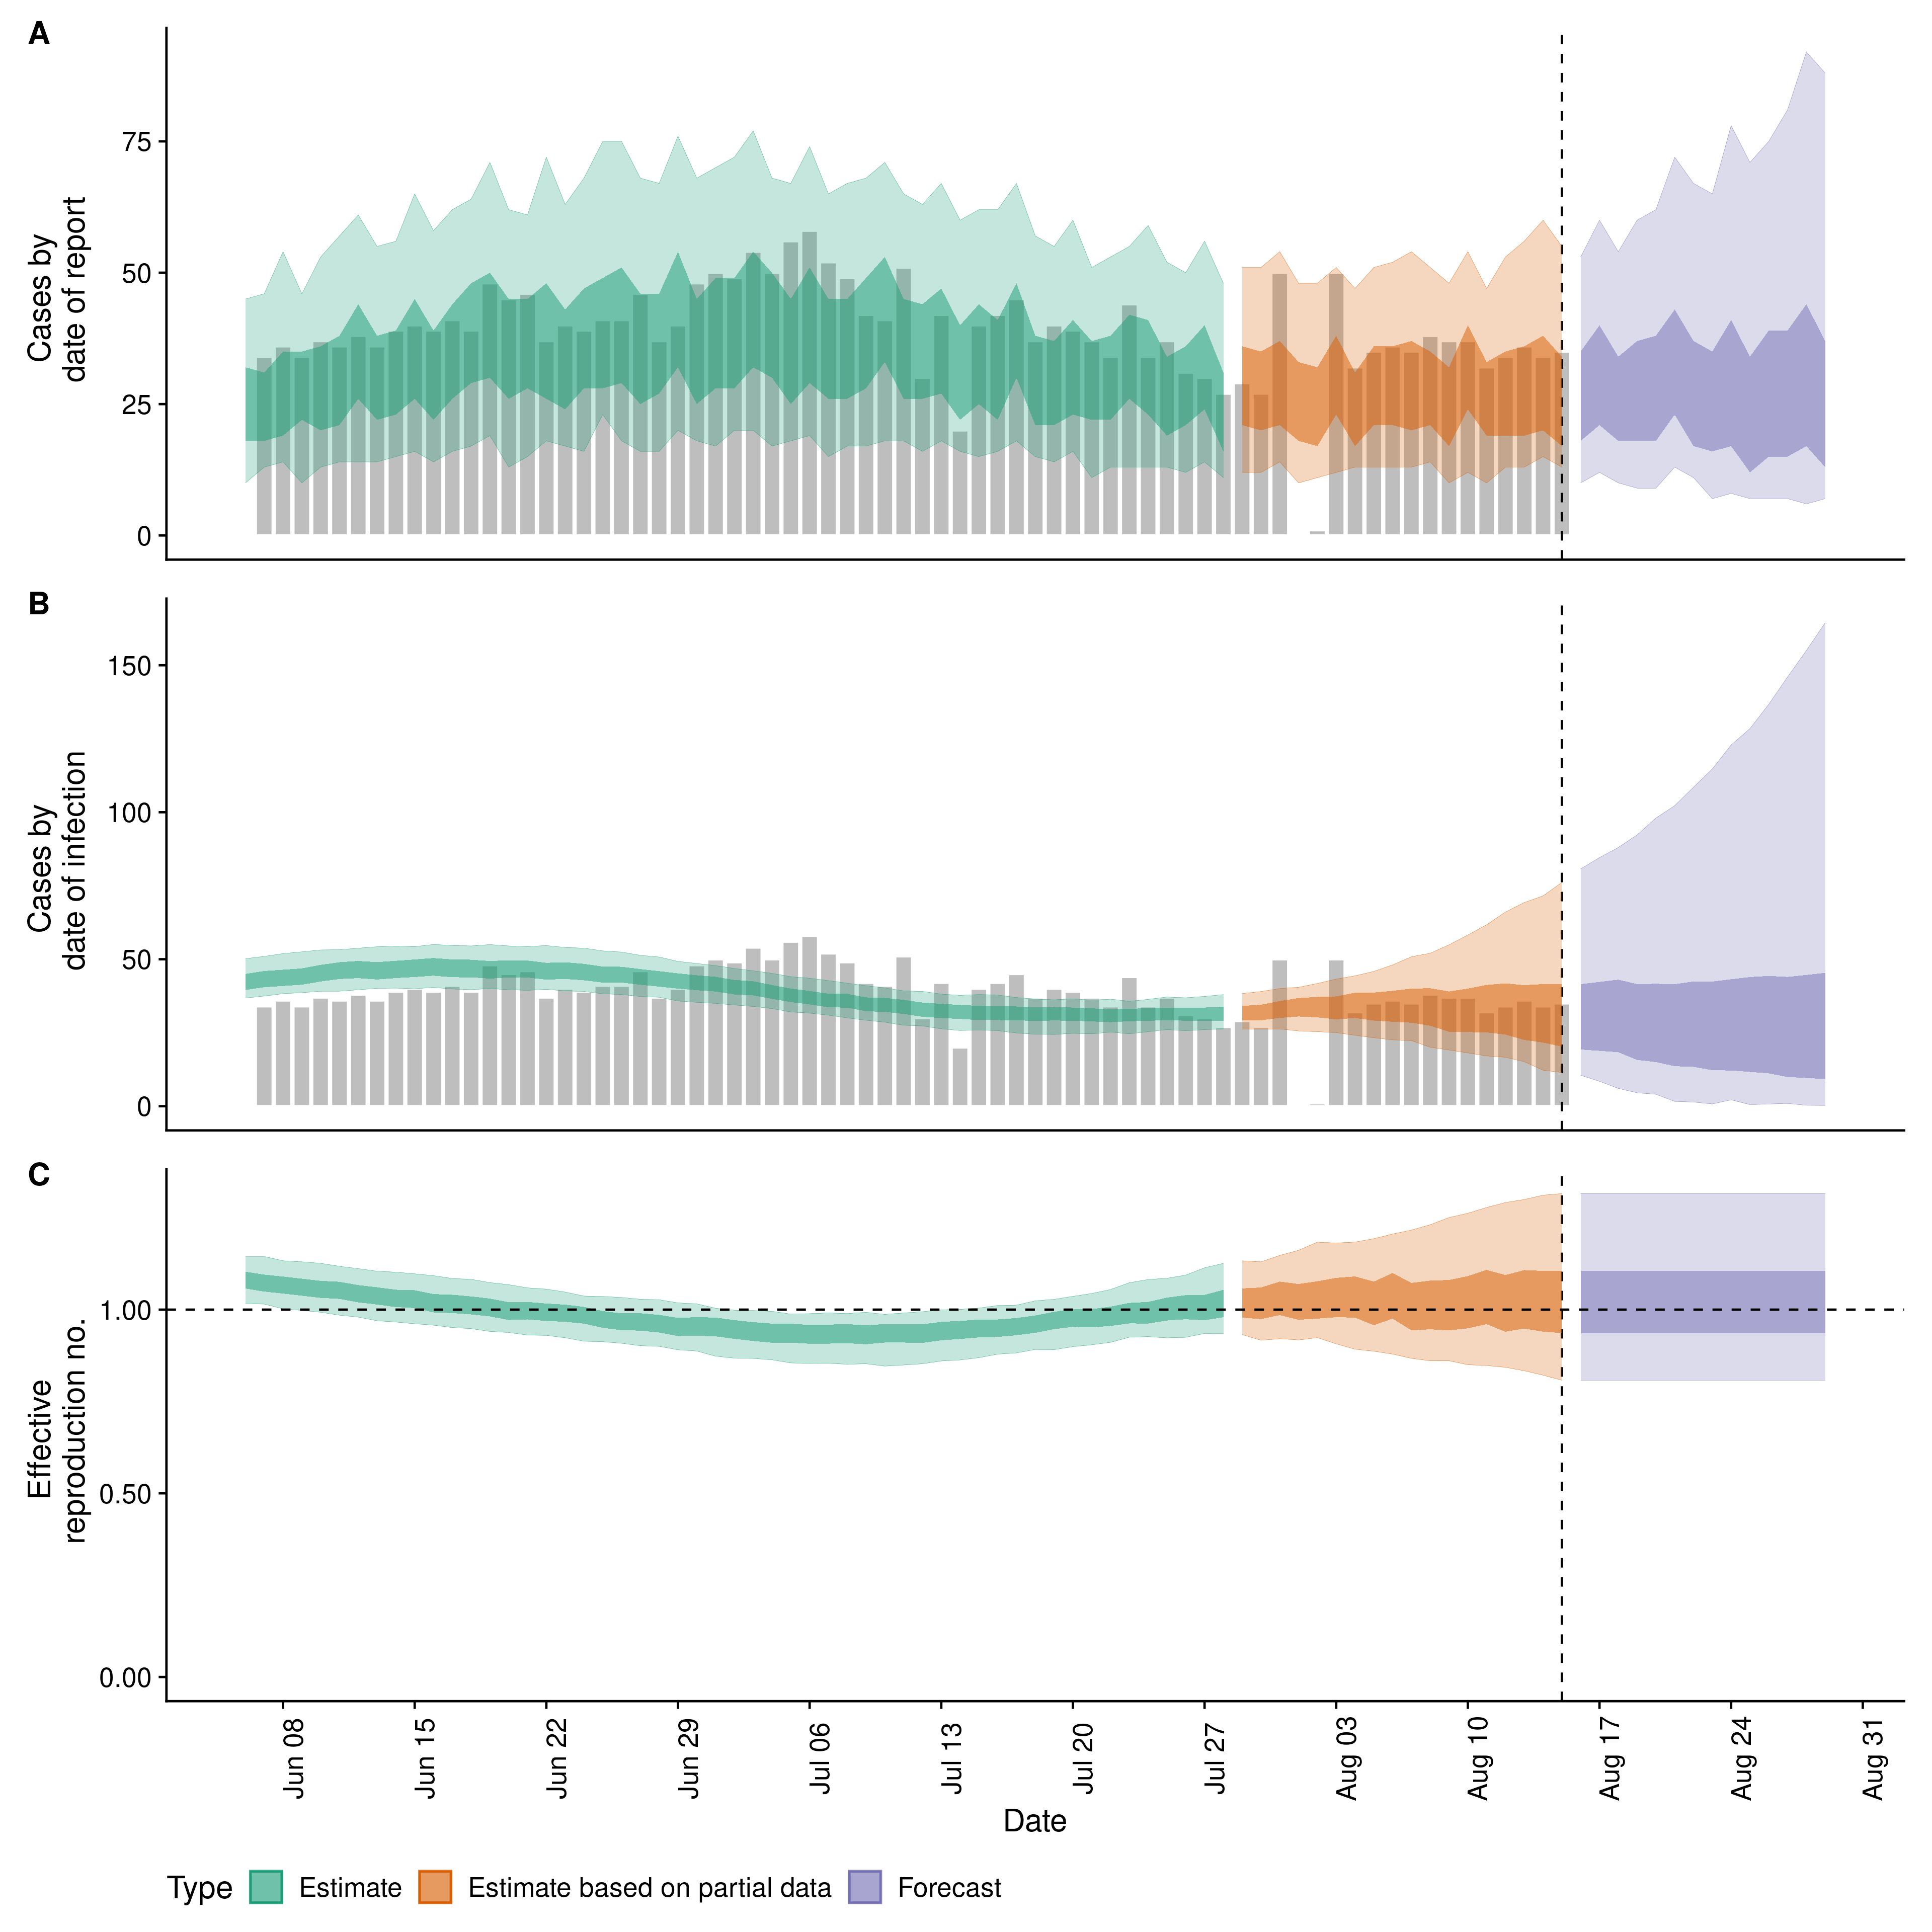 A
Cases by
date of report
75
50
25
0
B
Cases by
date of infection
150
100
50
0
C
Effective
reproduction no.
1.00
0.50
0.00
Jun 08
Jun 15
Jun 22
Jun 29
Jul 06
Jul 13
Jul 20
Jul 27
Aug 03
Aug 10
Aug 17
Aug 24
Aug 31
Date
Type Estimate Estimate based on partial data Forecast